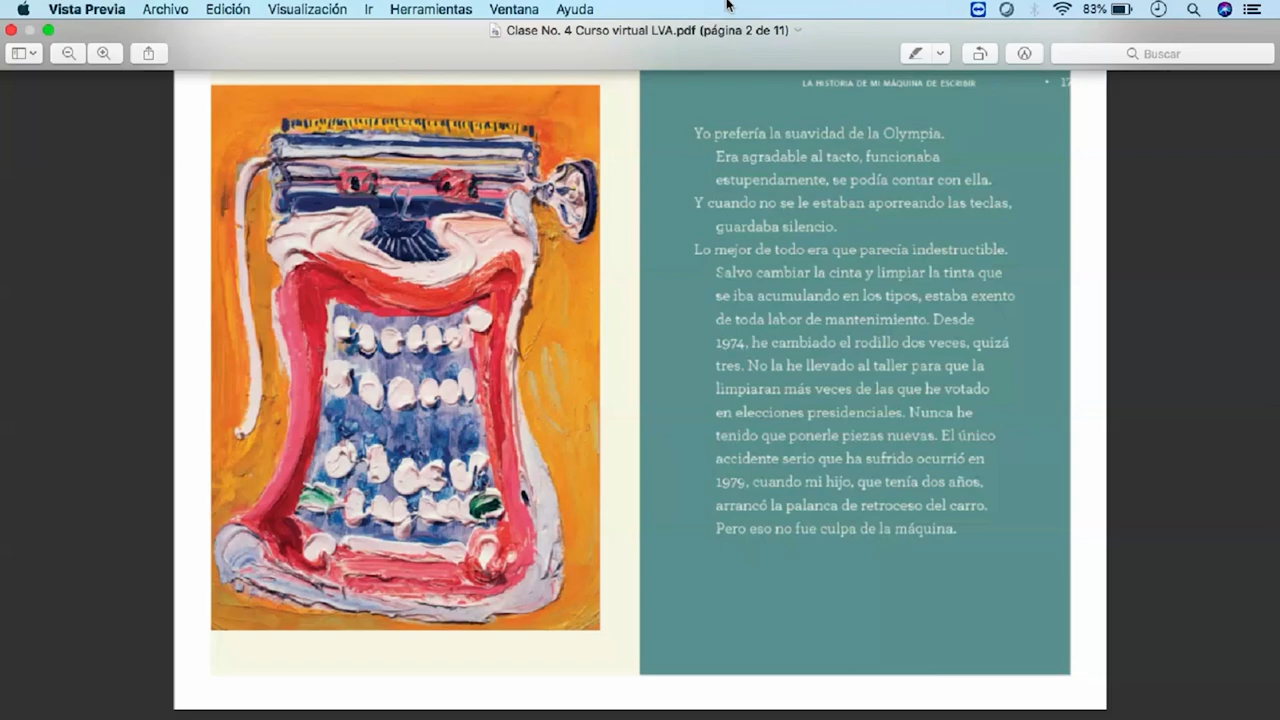 Vista Previa Archivo Edición Visualización Ir Herramientas Ventana Ayuda 83%
Clase No. 4 Curso virtual LVA.pdf (página 2 de 11)
Buscar
LA HISTORIA DE MI MÁQUINA DE ESCRIBIR • 17
Yo prefería la suavidad de la Olympia.
Era agradable al tacto, funcionaba
estupendamente, se podía contar con ella.
Y cuando no se le estaban aporreando las teclas,
guardaba silencio.
Lo mejor de todo era que parecía indestructible.
Salvo cambiar la cinta y limpiar la tinta que
se iba acumulando en los tipos, estaba exento
de toda labor de mantenimiento. Desde
1974, he cambiado el rodillo dos veces, quizá
tres. No la he llevado al taller para que la
limpiaran más veces de las que he votado
en elecciones presidenciales. Nunca he
tenido que ponerle piezas nuevas. El único
accidente serio que ha sufrido ocurrió en
1979, cuando mi hijo, que tenía dos años,
arrancó la palanca de retroceso del carro.
Pero eso no fue culpa de la máquina.